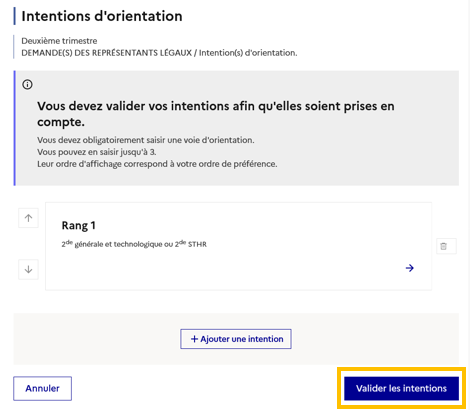 Intentions d'orientation
Deuxième trimestre
DEMANDE(S) DES REPRÉSENTANTS LÉGAUX / Intention(s) d'orientation.
Vous devez valider vos intentions afin qu'elles soient prises en
compte.
Vous devez obligatoirement saisir une voie d'orientation.
Vous pouvez en saisir jusqu'à 3.
Leur ordre d'affichage correspond à votre ordre de préférence.
Rang 1
2de générale et technologique ou 2de STHR
+ Ajouter une intention
Annuler
Valider les intentions